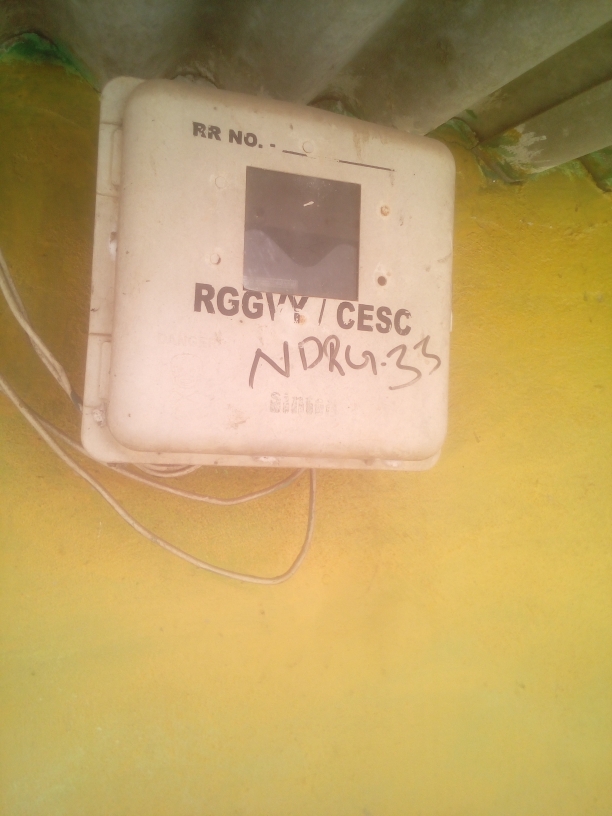 RR NO. -
RGGVY / CESC
NDRG.33